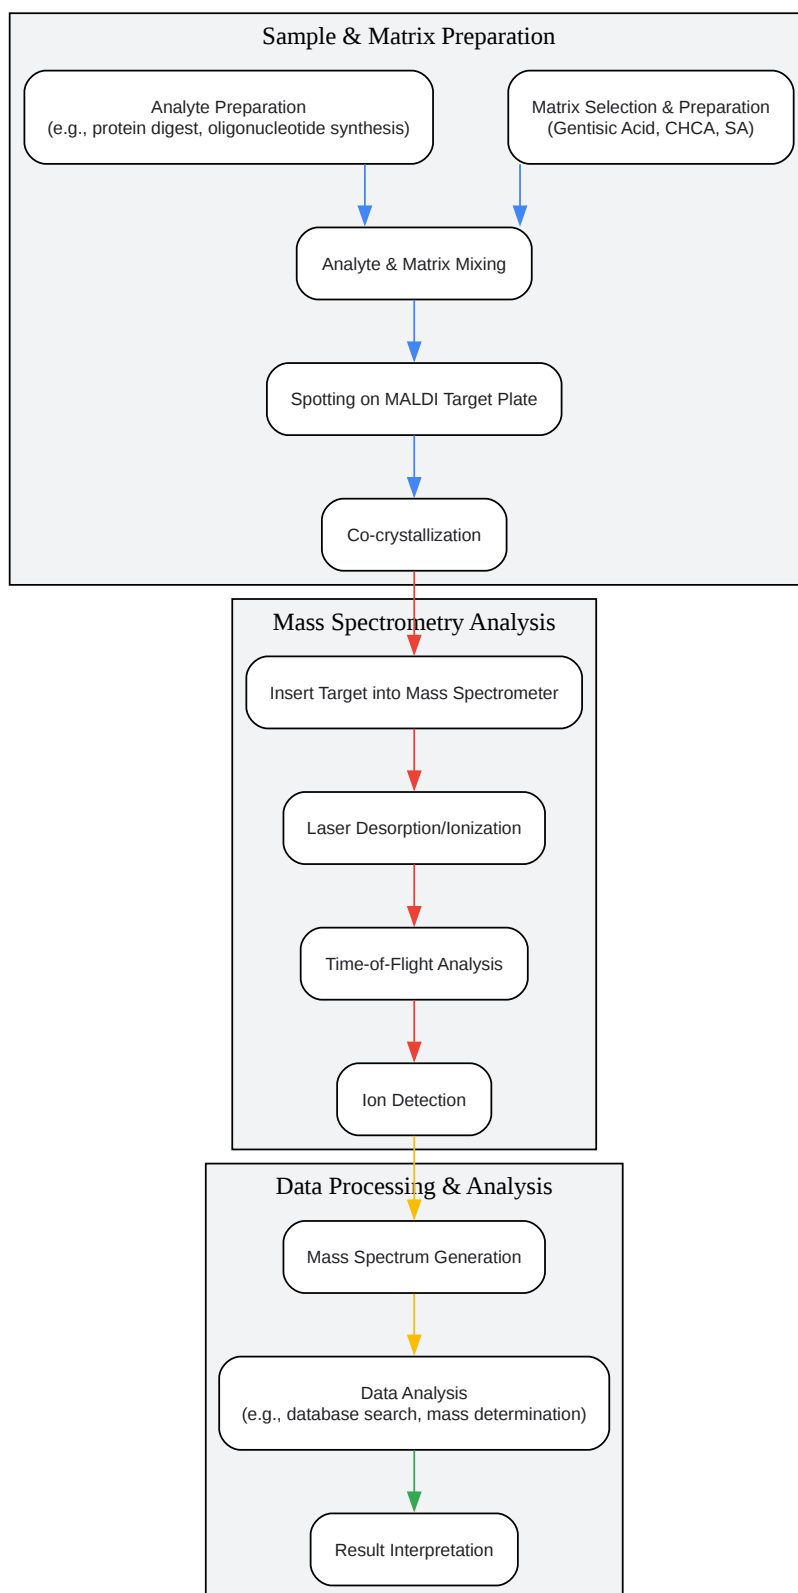 Sample & Matrix Preparation
Analyte Preparation
(e.g., protein digest, oligonucleotide synthesis)
Matrix Selection & Preparation
(Gentisic Acid, CHCA, SA)
Analyte & Matrix Mixing
Spotting on MALDI Target Plate
Co-crystallization
Mass Spectrometry Analysis
Insert Target into Mass Spectrometer
Laser Desorption/Ionization
Time-of-Flight Analysis
Ion Detection
Data Processing & Analysis
Mass Spectrum Generation
Data Analysis
(e.g., database search, mass determination)
Result Interpretation